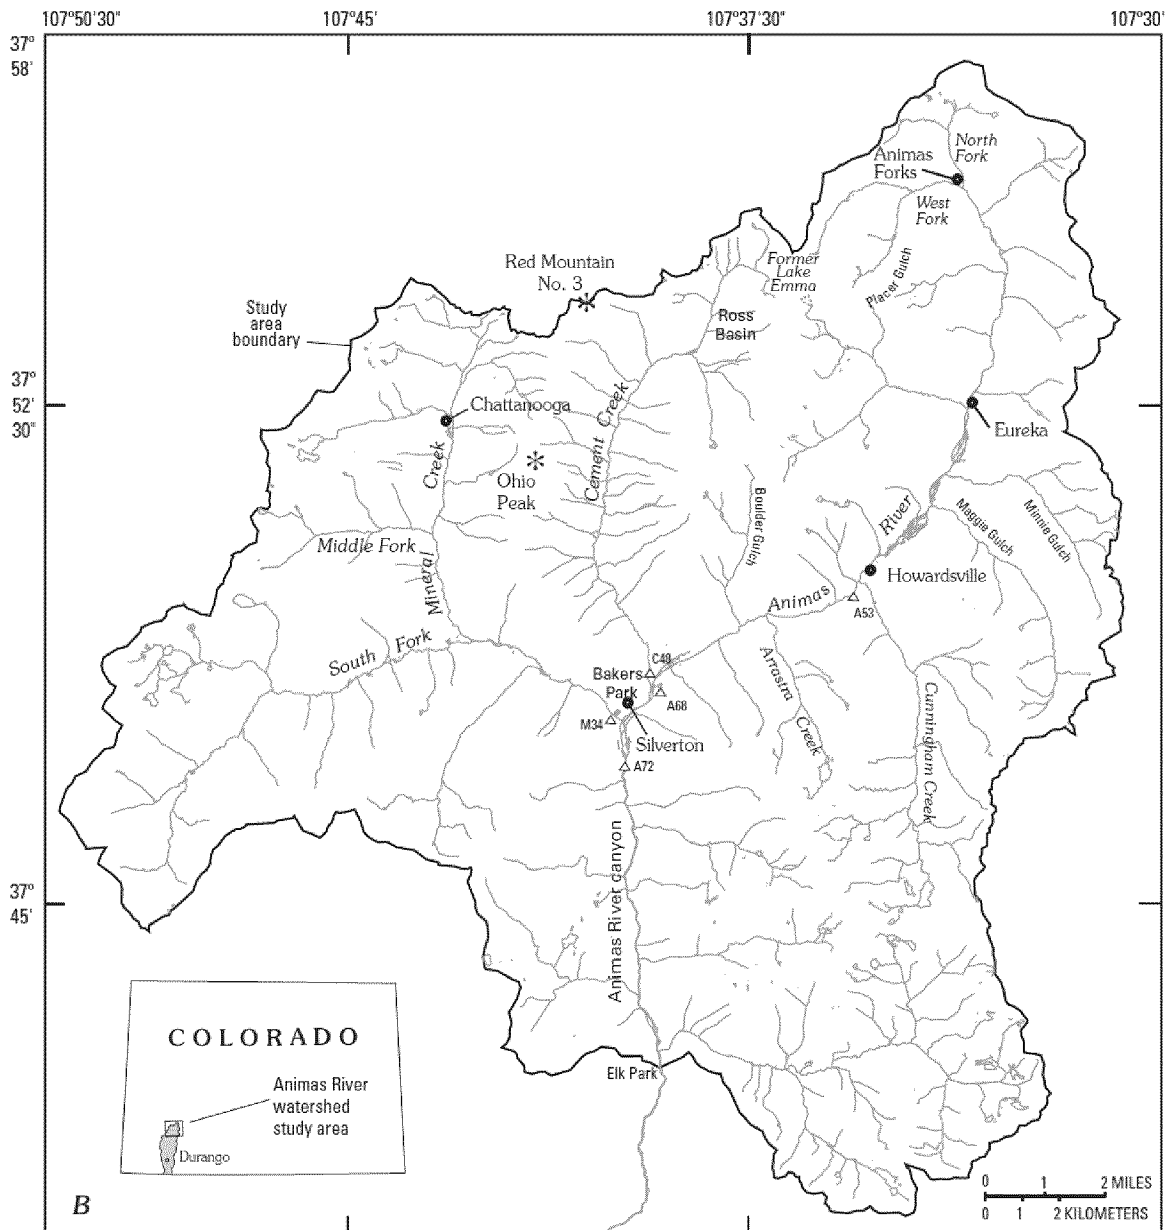 107°50'30"
107°45'
107°37'30"
107°30'
37°
58'
North
Fork
Animas
Forks
West
Fork
Red Mountain
No. 3
Former
Lake
Emma
Placer Gulch
Study
area
boundary
Ross
Basin
37°
52'
30"
Chattanooga
Cement Creek
Eureka
Creek
Ohio
Peak
Boulder Gulch
River
Maggie Gulch
Minnie Gulch
Middle Fork
Mineral
Howardsville
Animas
A53
South Fork
C48
Bakers
Park
A68
Arrastra
Creek
Cunningham Creek
M34
Silverton
A72
Animas River canyon
37°
45'
COLORADO
Animas River
watershed
study area
Durango
Elk Park
0 1 2 MILES
0 1 2 KILOMETERS
B